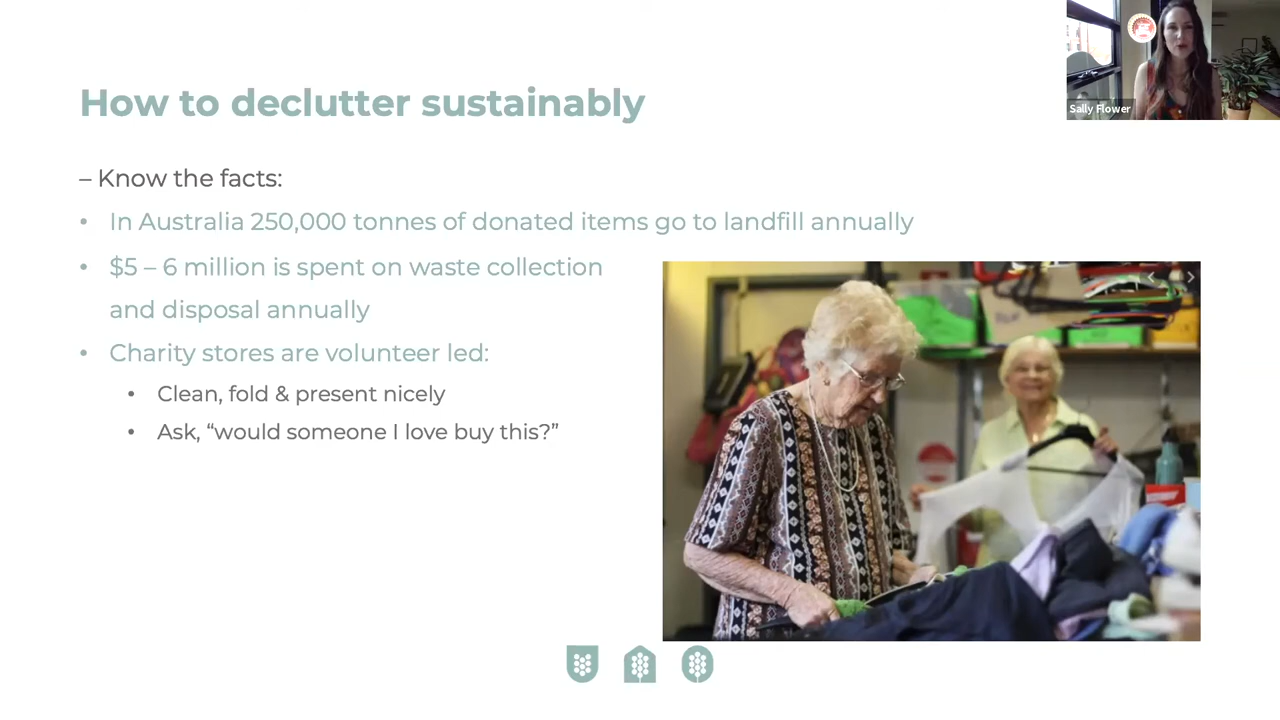 Sally Flower
How to declutter sustainably
– Know the facts:
• In Australia 250,000 tonnes of donated items go to landfill annually
• $5 – 6 million is spent on waste collection
and disposal annually
• Charity stores are volunteer led:
• Clean, fold & present nicely
• Ask, “would someone I love buy this?”